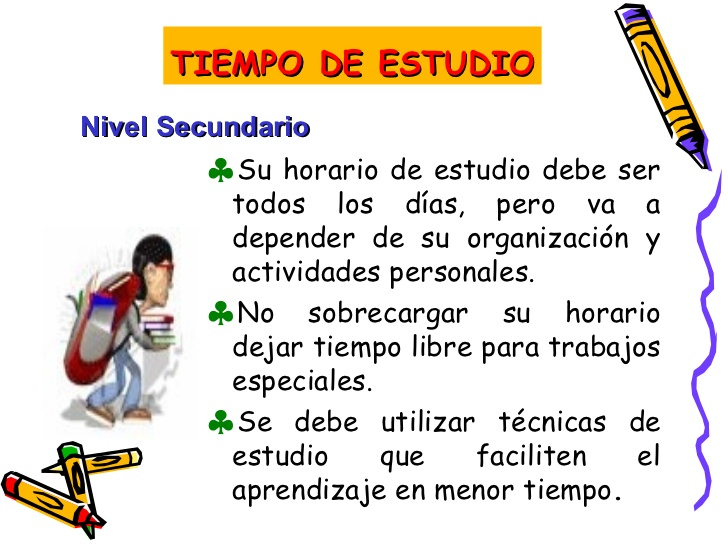 TIEMPO DE ESTUDIO
Nivel Secundario
♣Su horario de estudio debe ser
todos los días, pero va a
depender de su organización y
actividades personales.
♣No sobrecargar su horario
dejar tiempo libre para trabajos
especiales.
♣Se debe utilizar técnicas de
estudio que faciliten el
aprendizaje en menor tiempo.